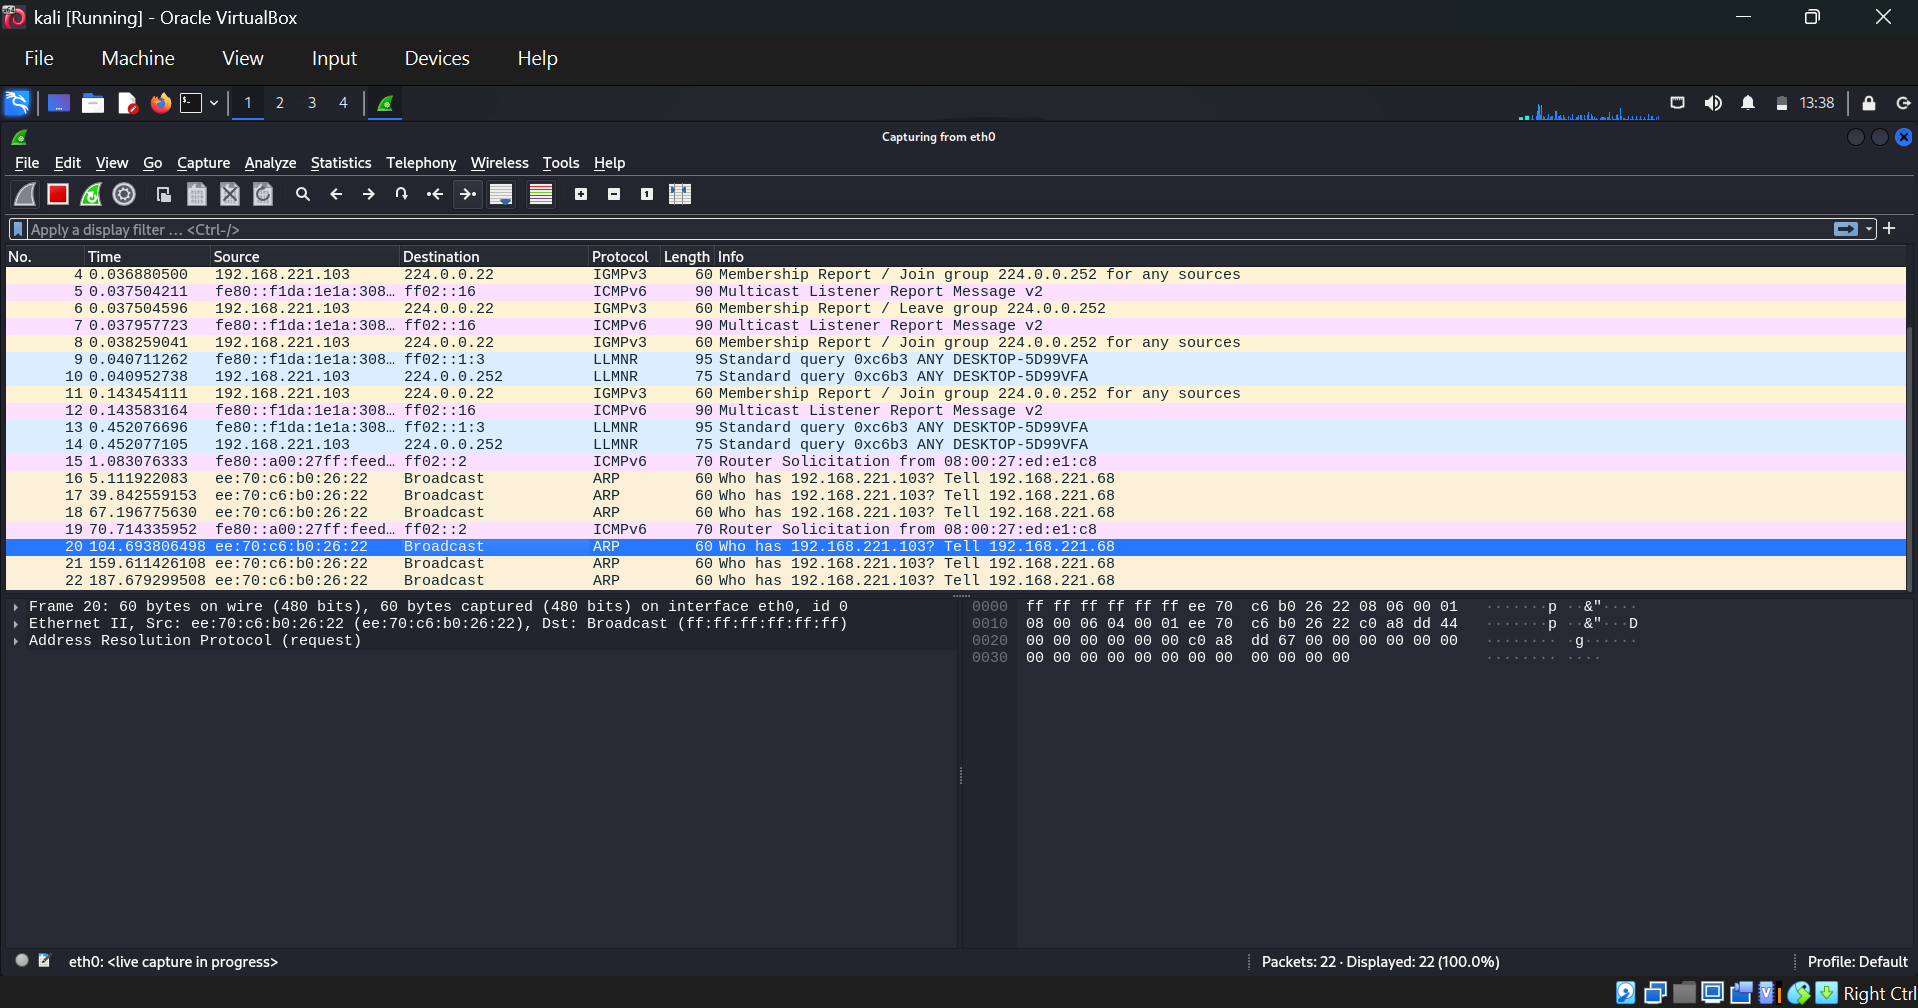 kali [Running] - Oracle VirtualBox
File Machine View Input Devices Help
1 2 3 4 13:38
Capturing from eth0
File Edit View Go Capture Analyze Statistics Telephony Wireless Tools Help
Apply a display filter ... <Ctrl-/>
No. Time Source Destination Protocol Length Info
4 0.036880500 192.168.221.103 224.0.0.22 IGMPv3 60 Membership Report / Join group 224.0.0.252 for any sources
5 0.037504211 fe80::f1da:1e1a:308… ff02::16 ICMPv6 90 Multicast Listener Report Message v2
6 0.037504596 192.168.221.103 224.0.0.22 IGMPv3 60 Membership Report / Leave group 224.0.0.252
7 0.037957723 fe80::f1da:1e1a:308… ff02::16 ICMPv6 90 Multicast Listener Report Message v2
8 0.038259041 192.168.221.103 224.0.0.22 IGMPv3 60 Membership Report / Join group 224.0.0.252 for any sources
9 0.040711262 fe80::f1da:1e1a:308… ff02::1:3 LLMNR 95 Standard query 0xc6b3 ANY DESKTOP-5D99VFA
10 0.040952738 192.168.221.103 224.0.0.252 LLMNR 75 Standard query 0xc6b3 ANY DESKTOP-5D99VFA
11 0.143454111 192.168.221.103 224.0.0.22 IGMPv3 60 Membership Report / Join group 224.0.0.252 for any sources
12 0.143583164 fe80::f1da:1e1a:308… ff02::16 ICMPv6 90 Multicast Listener Report Message v2
13 0.452076696 fe80::f1da:1e1a:308… ff02::1:3 LLMNR 95 Standard query 0xc6b3 ANY DESKTOP-5D99VFA
14 0.452077105 192.168.221.103 224.0.0.252 LLMNR 75 Standard query 0xc6b3 ANY DESKTOP-5D99VFA
15 1.083076333 fe80::a00:27ff:feed… ff02::2 ICMPv6 70 Router Solicitation from 08:00:27:ed:e1:c8
16 5.111922083 ee:70:c6:b0:26:22 Broadcast ARP 60 Who has 192.168.221.103? Tell 192.168.221.68
17 39.842559153 ee:70:c6:b0:26:22 Broadcast ARP 60 Who has 192.168.221.103? Tell 192.168.221.68
18 67.196775630 ee:70:c6:b0:26:22 Broadcast ARP 60 Who has 192.168.221.103? Tell 192.168.221.68
19 70.714335952 fe80::a00:27ff:feed… ff02::2 ICMPv6 70 Router Solicitation from 08:00:27:ed:e1:c8
20 104.693806498 ee:70:c6:b0:26:22 Broadcast ARP 60 Who has 192.168.221.103? Tell 192.168.221.68
21 159.611426108 ee:70:c6:b0:26:22 Broadcast ARP 60 Who has 192.168.221.103? Tell 192.168.221.68
22 187.679299508 ee:70:c6:b0:26:22 Broadcast ARP 60 Who has 192.168.221.103? Tell 192.168.221.68
Frame 20: 60 bytes on wire (480 bits), 60 bytes captured (480 bits) on interface eth0, id 0
Ethernet II, Src: ee:70:c6:b0:26:22 (ee:70:c6:b0:26:22), Dst: Broadcast (ff:ff:ff:ff:ff:ff)
Address Resolution Protocol (request)
0000 ff ff ff ff ff ff ee 70 c6 b0 26 22 08 06 00 01 ·······p ··&"····
0010 08 00 06 04 00 01 ee 70 c6 b0 26 22 c0 a8 dd 44 ·······p ··&"···D
0020 00 00 00 00 00 00 c0 a8 dd 67 00 00 00 00 00 00 ········ ·g······
0030 00 00 00 00 00 00 00 00 00 00 00 00 ········ ····
eth0: <live capture in progress> Packets: 22 · Displayed: 22 (100.0%) Profile: Default
Right Ctrl